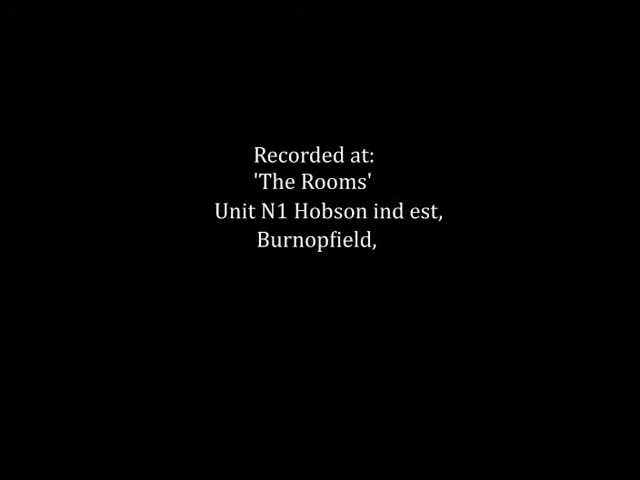 Recorded at:
'The Rooms'
Unit N1 Hobson ind est,
Burnopfield,